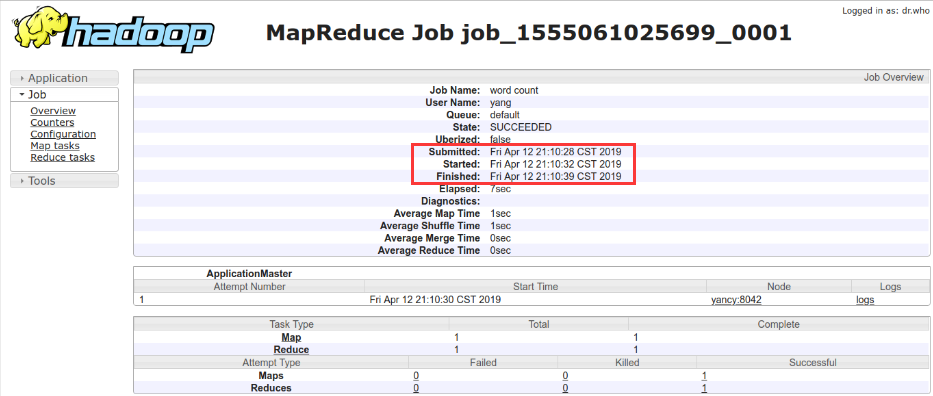 Logged in as: dr.who
hadoop
MapReduce Job job_1555061025699_0001
Application
Job
Overview
Counters
Configuration
Map tasks
Reduce tasks
Tools
Job Overview
Job Name: word count
User Name: yang
Queue: default
State: SUCCEEDED
Uberized: false
Submitted: Fri Apr 12 21:10:28 CST 2019
Started: Fri Apr 12 21:10:32 CST 2019
Finished: Fri Apr 12 21:10:39 CST 2019
Elapsed: 7sec
Diagnostics:
Average Map Time 1sec
Average Shuffle Time 1sec
Average Merge Time 0sec
Average Reduce Time 0sec
ApplicationMaster
Attempt Number Start Time Node Logs
1 Fri Apr 12 21:10:30 CST 2019 yancy:8042 logs
Task Type Total Complete
Map 1 1
Reduce 1 1
Attempt Type Failed Killed Successful
Maps 0 0 1
Reduces 0 0 1